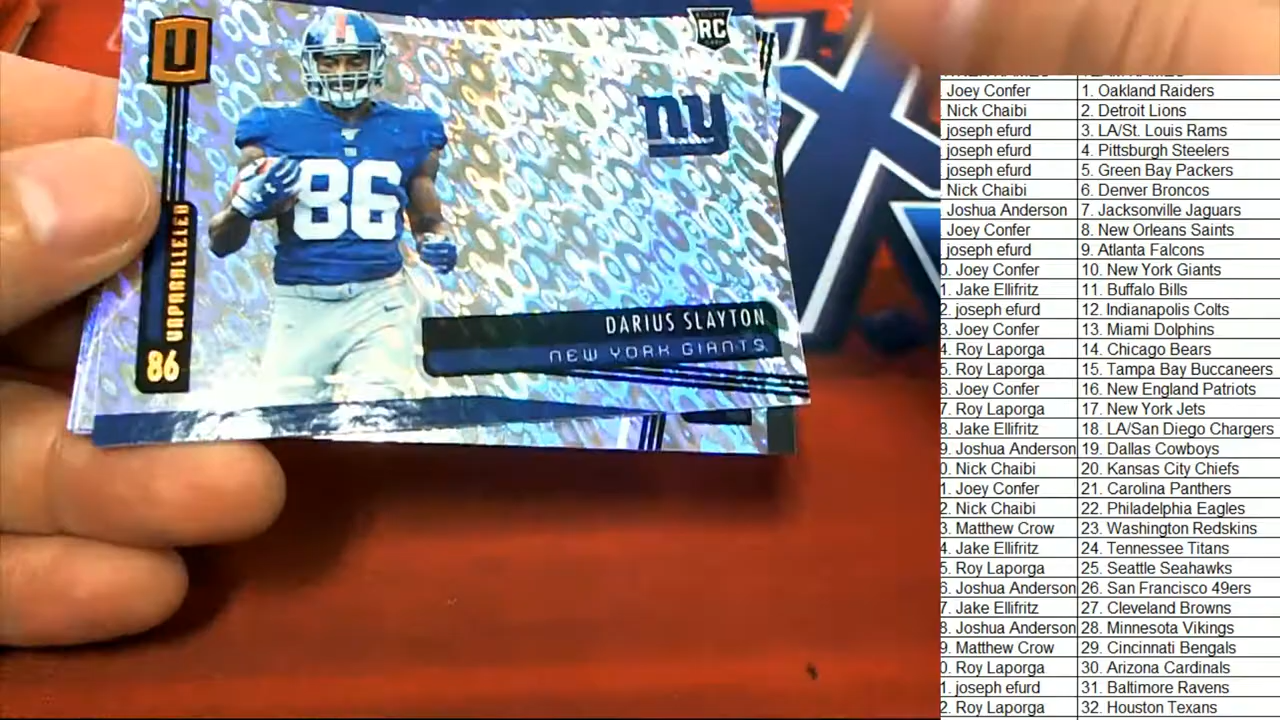 RC
ny
86
UNPARALLELED
86
DARIUS SLAYTON
NEW YORK GIANTS
Joey Confer 1. Oakland Raiders
Nick Chaibi 2. Detroit Lions
joseph efurd 3. LA/St. Louis Rams
joseph efurd 4. Pittsburgh Steelers
joseph efurd 5. Green Bay Packers
Nick Chaibi 6. Denver Broncos
Joshua Anderson 7. Jacksonville Jaguars
Joey Confer 8. New Orleans Saints
joseph efurd 9. Atlanta Falcons
0. Joey Confer 10. New York Giants
1. Jake Ellifritz 11. Buffalo Bills
2. joseph efurd 12. Indianapolis Colts
3. Joey Confer 13. Miami Dolphins
4. Roy Laporga 14. Chicago Bears
5. Roy Laporga 15. Tampa Bay Buccaneers
6. Joey Confer 16. New England Patriots
7. Roy Laporga 17. New York Jets
8. Jake Ellifritz 18. LA/San Diego Chargers
9. Joshua Anderson 19. Dallas Cowboys
0. Nick Chaibi 20. Kansas City Chiefs
1. Joey Confer 21. Carolina Panthers
2. Nick Chaibi 22. Philadelphia Eagles
3. Matthew Crow 23. Washington Redskins
4. Jake Ellifritz 24. Tennessee Titans
5. Roy Laporga 25. Seattle Seahawks
6. Joshua Anderson 26. San Francisco 49ers
7. Jake Ellifritz 27. Cleveland Browns
8. Joshua Anderson 28. Minnesota Vikings
9. Matthew Crow 29. Cincinnati Bengals
0. Roy Laporga 30. Arizona Cardinals
1. joseph efurd 31. Baltimore Ravens
2. Roy Laporga 32. Houston Texans